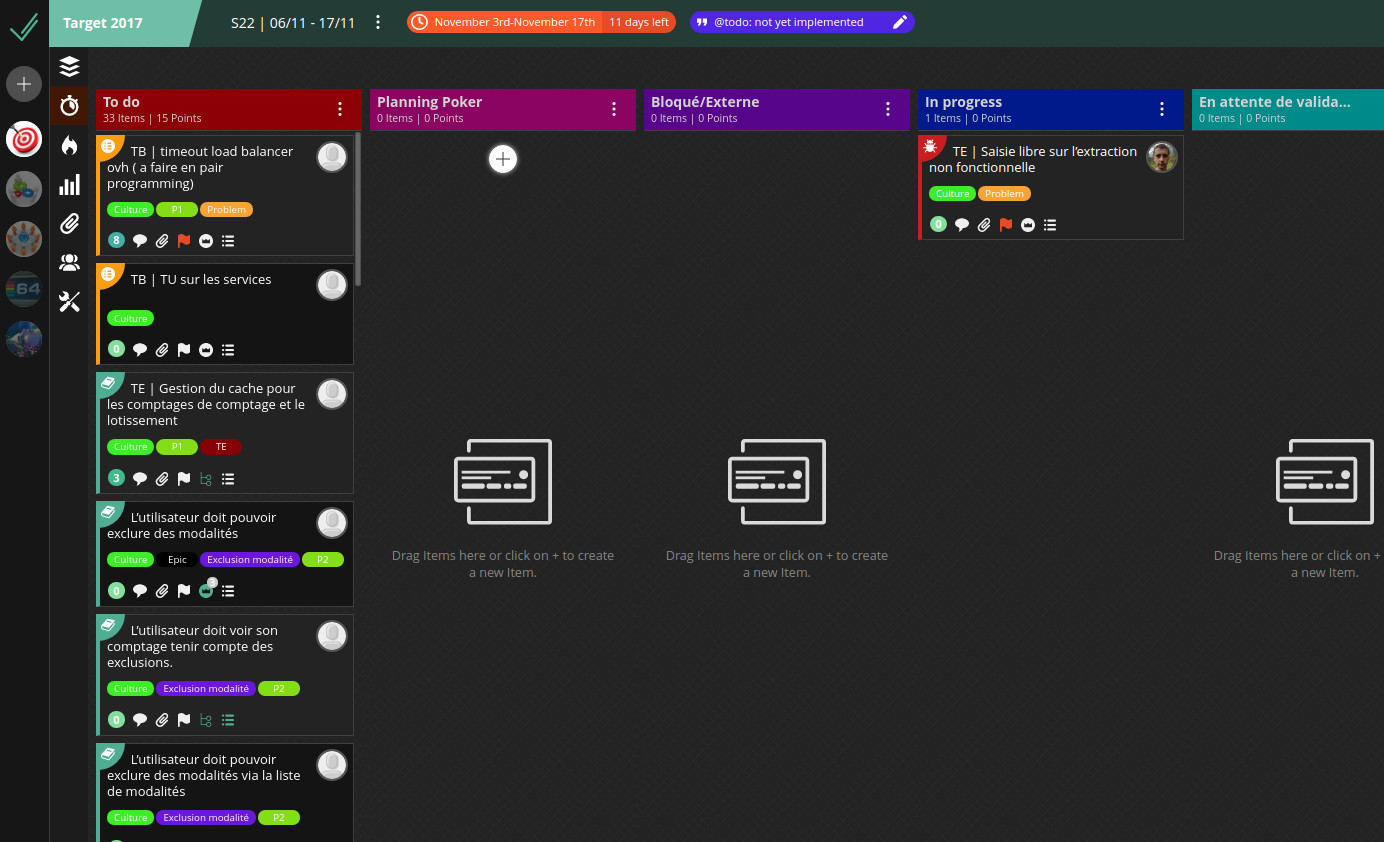 Target 2017
S22 | 06/11 - 17/11
November 3rd-November 17th 11 days left
@todo: not yet implemented
To do
33 Items | 15 Points
TB | timeout load balancer
ovh ( a faire en pair
programming)
Culture P1 Problem
8
TB | TU sur les services
Culture
0
TE | Gestion du cache pour
les comptages de comptage et le
lotissement
Culture P1 TE
3
L'utilisateur doit pouvoir
exclure des modalités
Culture Epic Exclusion modalité P2
0 3
L'utilisateur doit voir son
comptage tenir compte des
exclusions.
Culture Exclusion modalité P2
0
L'utilisateur doit pouvoir
exclure des modalités via la liste
de modalités
Culture Exclusion modalité P2
Planning Poker
0 Items | 0 Points
Drag Items here or click on + to create
a new Item.
Bloqué/Externe
0 Items | 0 Points
Drag Items here or click on + to create
a new Item.
In progress
1 Items | 0 Points
TE | Saisie libre sur l'extraction
non fonctionnelle
Culture Problem
0
En attente de valida...
0 Items | 0 Points
Drag Items here or click on +
a new Item.
64